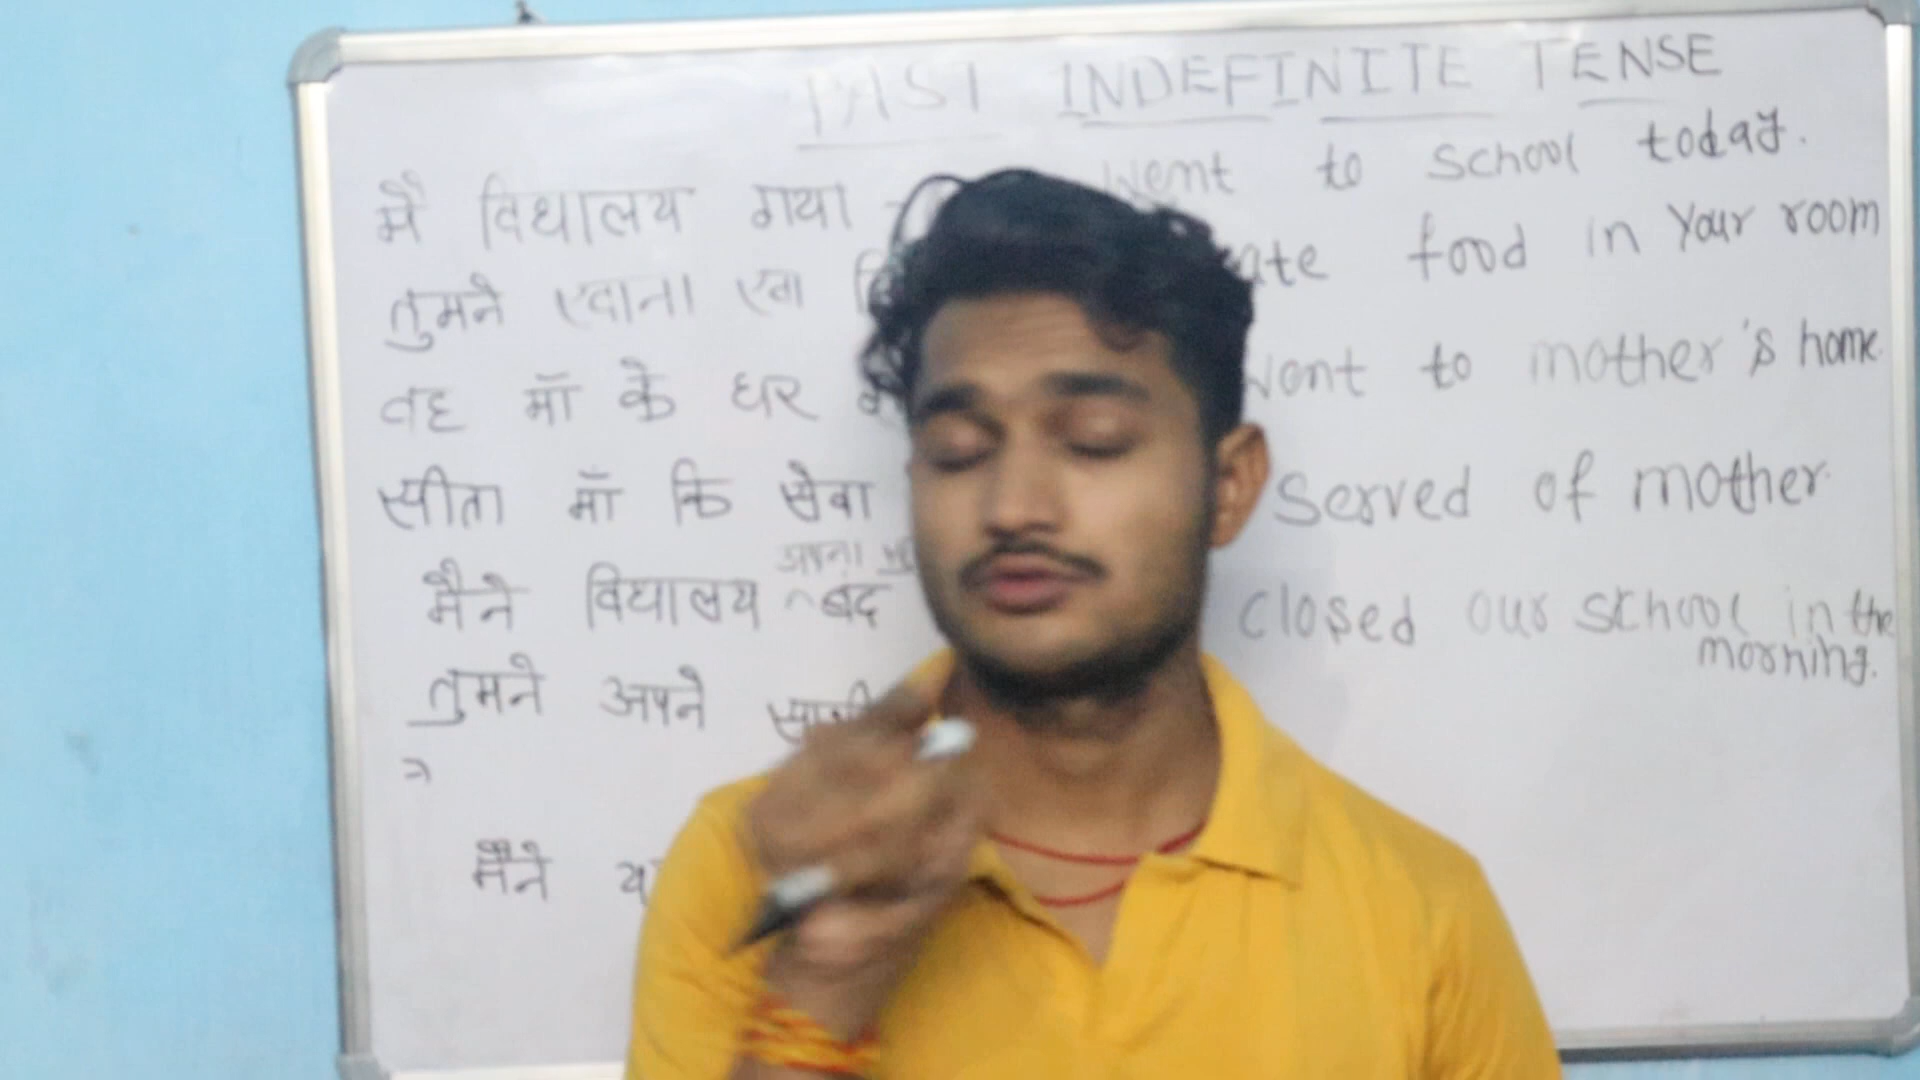 PAST INDEFINITE TENSE
मैं विधालय गया went to school today.
तुमने खाना खा ate food in your room
वह माँ के घर went to mother's home
सीता माँ कि सेवा served of mother
अपना
मैंने विद्यालय बंद closed our school in the
morning.
तुमने अपने
मैंने